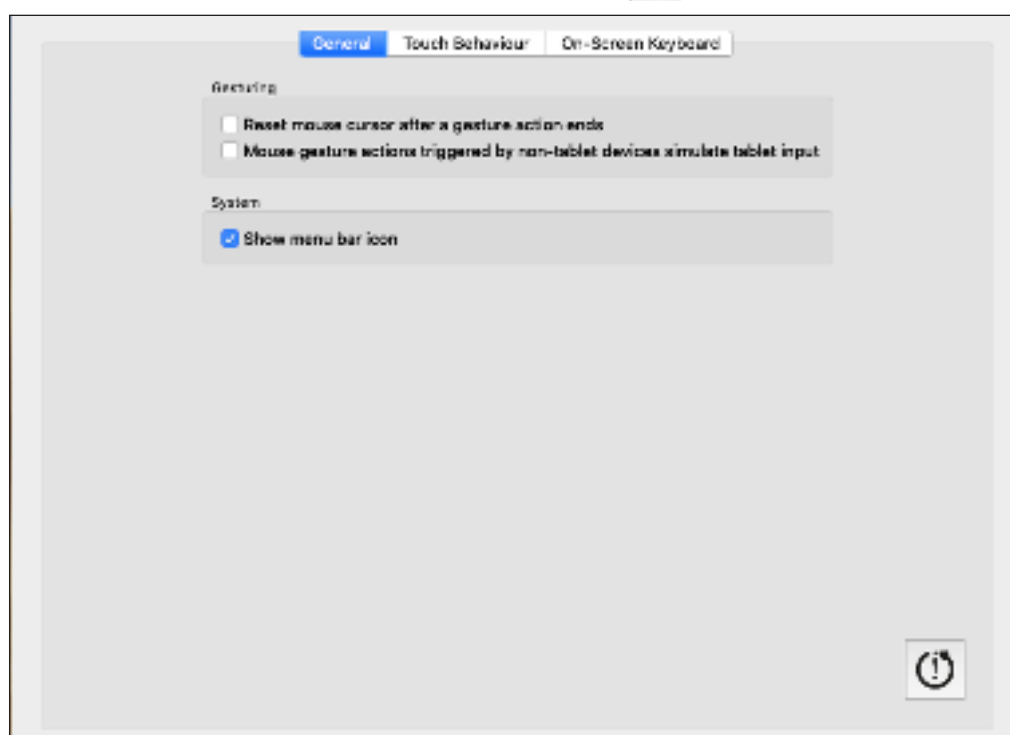 General Touch Behaviour On-Screen Keyboard
Gesturing
Reset mouse cursor after a gesture action ends
Mouse gesture actions triggered by non-tablet devices simulate tablet input
System
Show menu bar icon